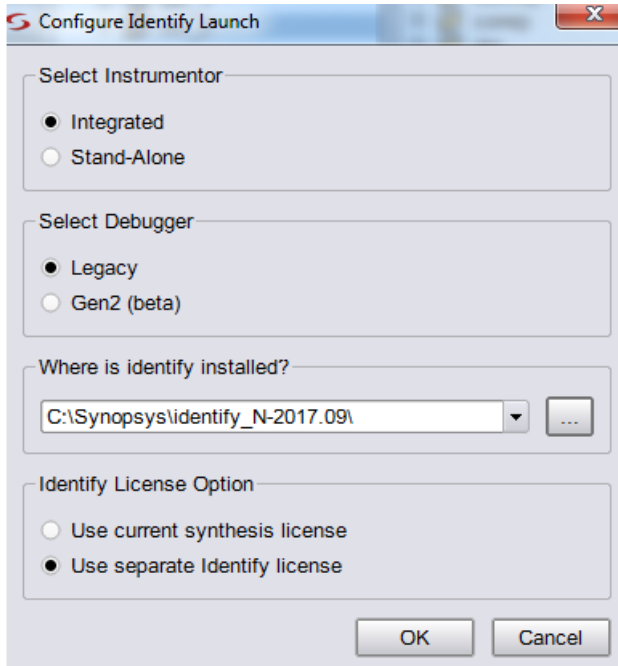 Configure Identify Launch
Select Instrumentor
Integrated
Stand-Alone
Select Debugger
Legacy
Gen2 (beta)
Where is identify installed?
C:\Synopsys\identify_N-2017.09\
...
Identify License Option
Use current synthesis license
Use separate Identify license
OK Cancel